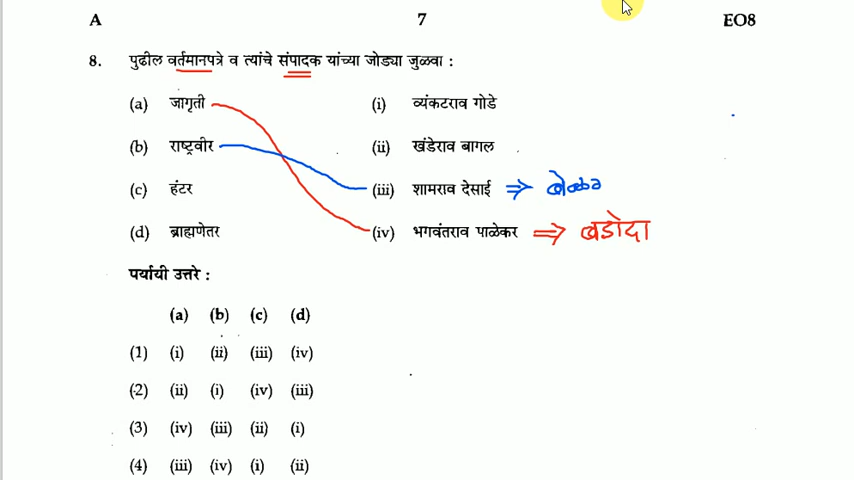 A 7 EO8
8. पुढील वर्तमानपत्रे व त्यांचे संपादक यांच्या जोड्या जुळवा :
(a) जागृती (i) व्यंकटराव गोडे
(b) राष्ट्रवीर (ii) खंडेराव बागल
(c) हंटर (iii) शामराव देसाई ⇒
(d) ब्राह्मणेतर (iv) भगवंतराव पाळेकर ⇒ बडोदा
पर्यायी उत्तरे :
(a) (b) (c) (d)
(1) (i) (ii) (iii) (iv)
(2) (ii) (i) (iv) (iii)
(3) (iv) (iii) (ii) (i)
(4) (iii) (iv) (i) (ii)